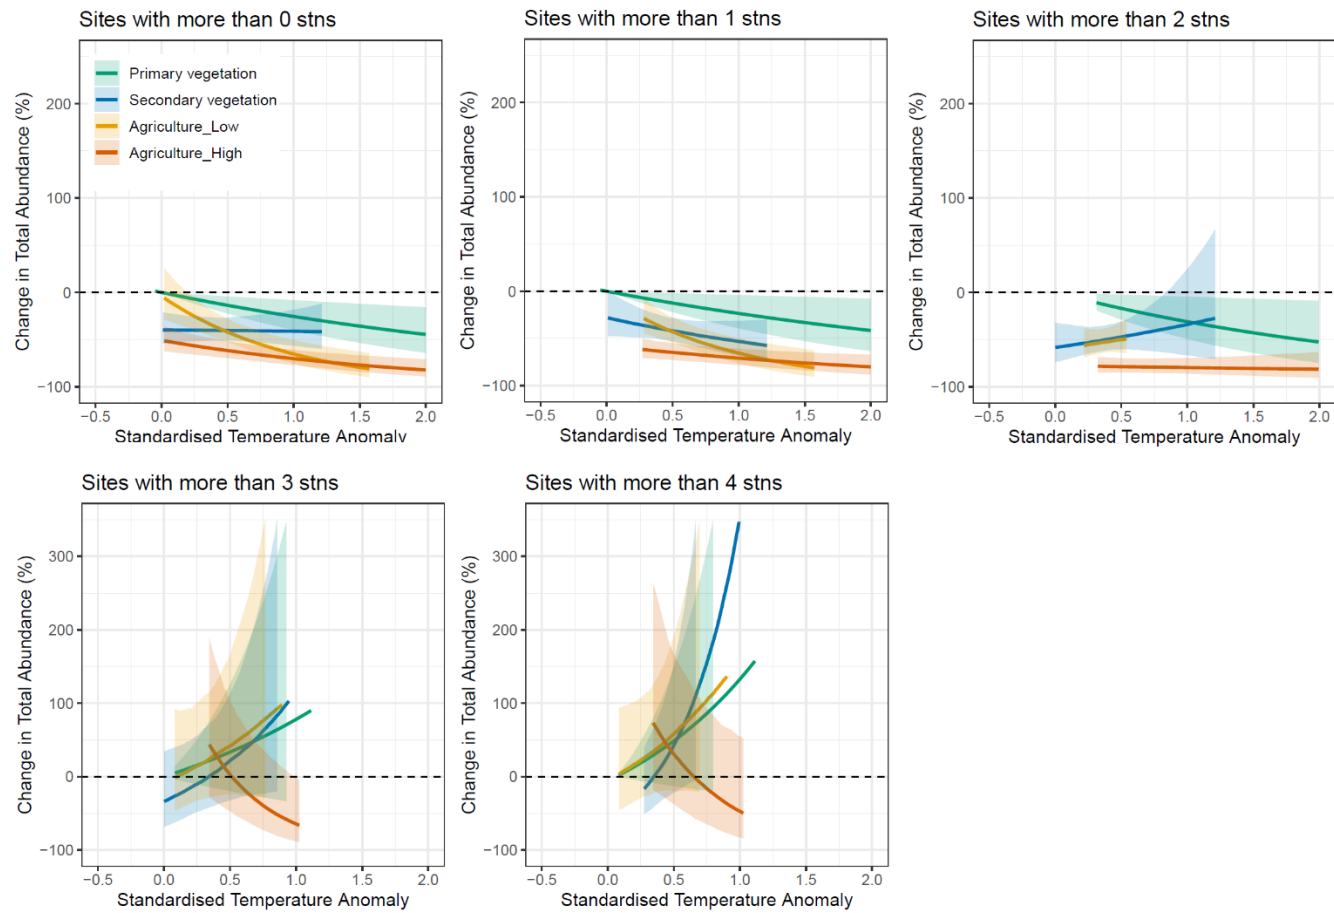 Sites with more than 0 stns
Change in Total Abundance (%)
200
100
0
−100
Primary vegetation
Secondary vegetation
Agriculture_Low
Agriculture_High
−0.5 0.0 0.5 1.0 1.5 2.0
Standardised Temperature Anomaly
Sites with more than 1 stns
Change in Total Abundance (%)
200
100
0
−100
−0.5 0.0 0.5 1.0 1.5 2.0
Standardised Temperature Anomaly
Sites with more than 2 stns
Change in Total Abundance (%)
200
100
0
−100
−0.5 0.0 0.5 1.0 1.5 2.0
Standardised Temperature Anomaly
Sites with more than 3 stns
Change in Total Abundance (%)
300
200
100
0
−100
−0.5 0.0 0.5 1.0 1.5 2.0
Standardised Temperature Anomaly
Sites with more than 4 stns
Change in Total Abundance (%)
300
200
100
0
−100
−0.5 0.0 0.5 1.0 1.5 2.0
Standardised Temperature Anomaly